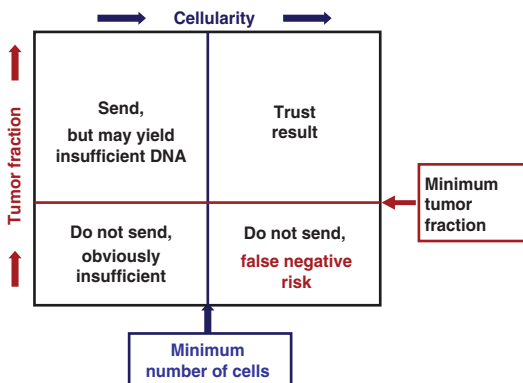 Cellularity
Tumor fraction
Send,
but may yield
insufficient DNA
Trust
result
Minimum
tumor
fraction
Do not send,
obviously
insufficient
Do not send,
false negative
risk
Minimum
number of cells